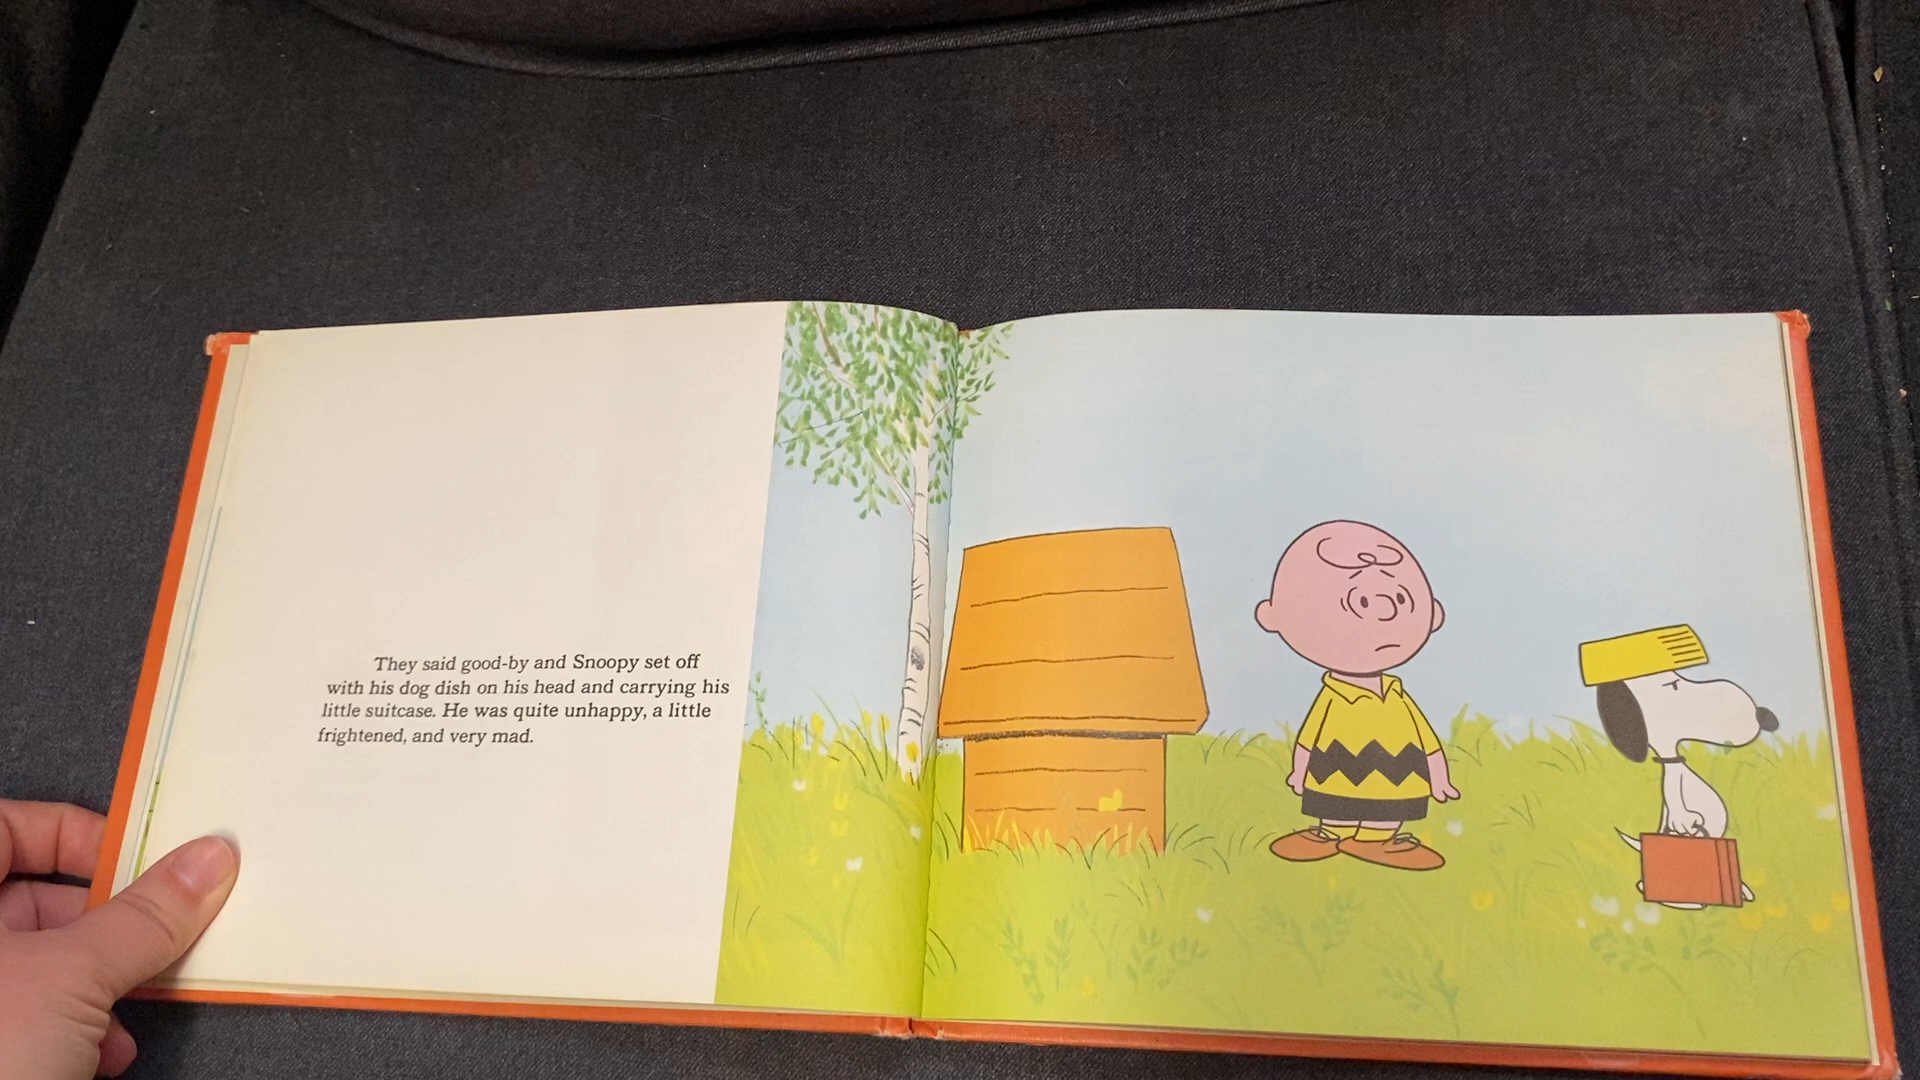 They said good-by and Snoopy set off
with his dog dish on his head and carrying his
little suitcase. He was quite unhappy, a little
frightened, and very mad.